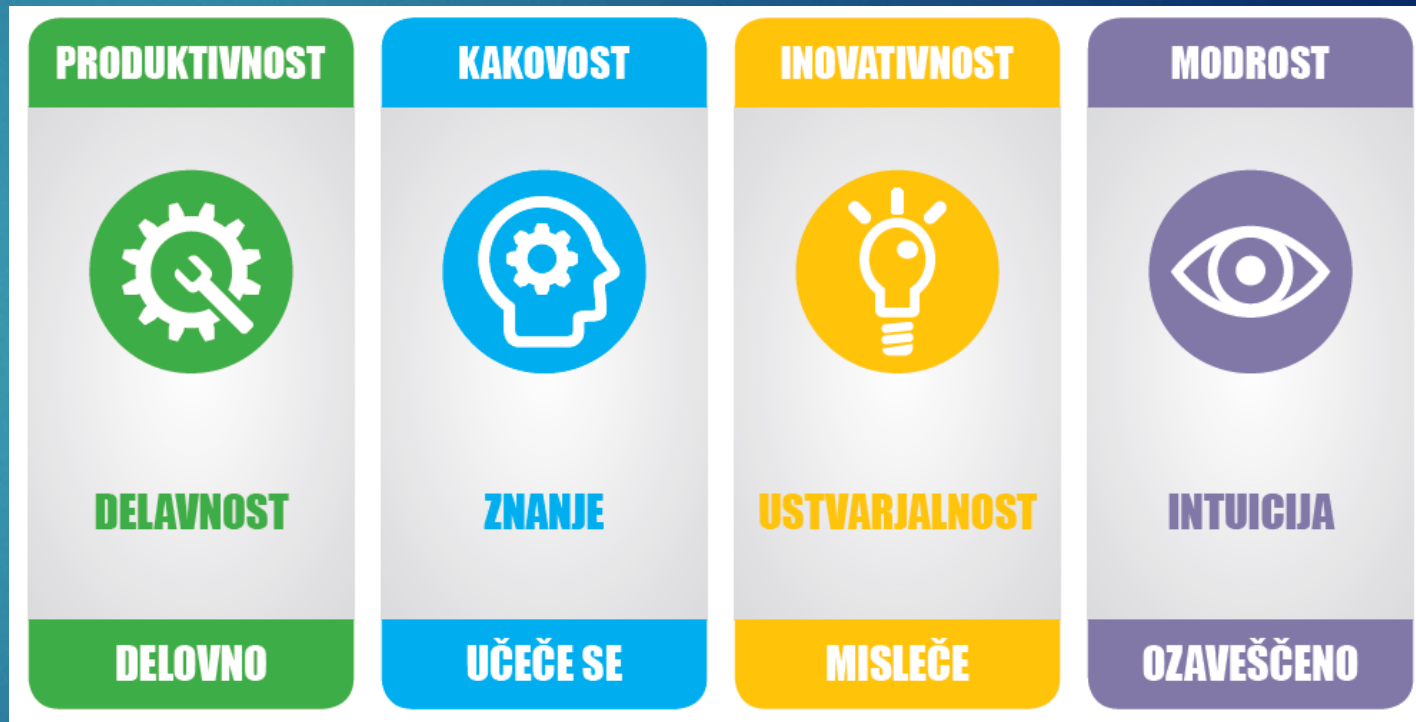 PRODUKTIVNOST
KAKOVOST
INOVATIVNOST
MODROST
DELAVNOST
ZNANJE
USTVARJALNOST
INTUICIJA
DELOVNO
UČEČE SE
MISLEČE
OZAVEŠČENO